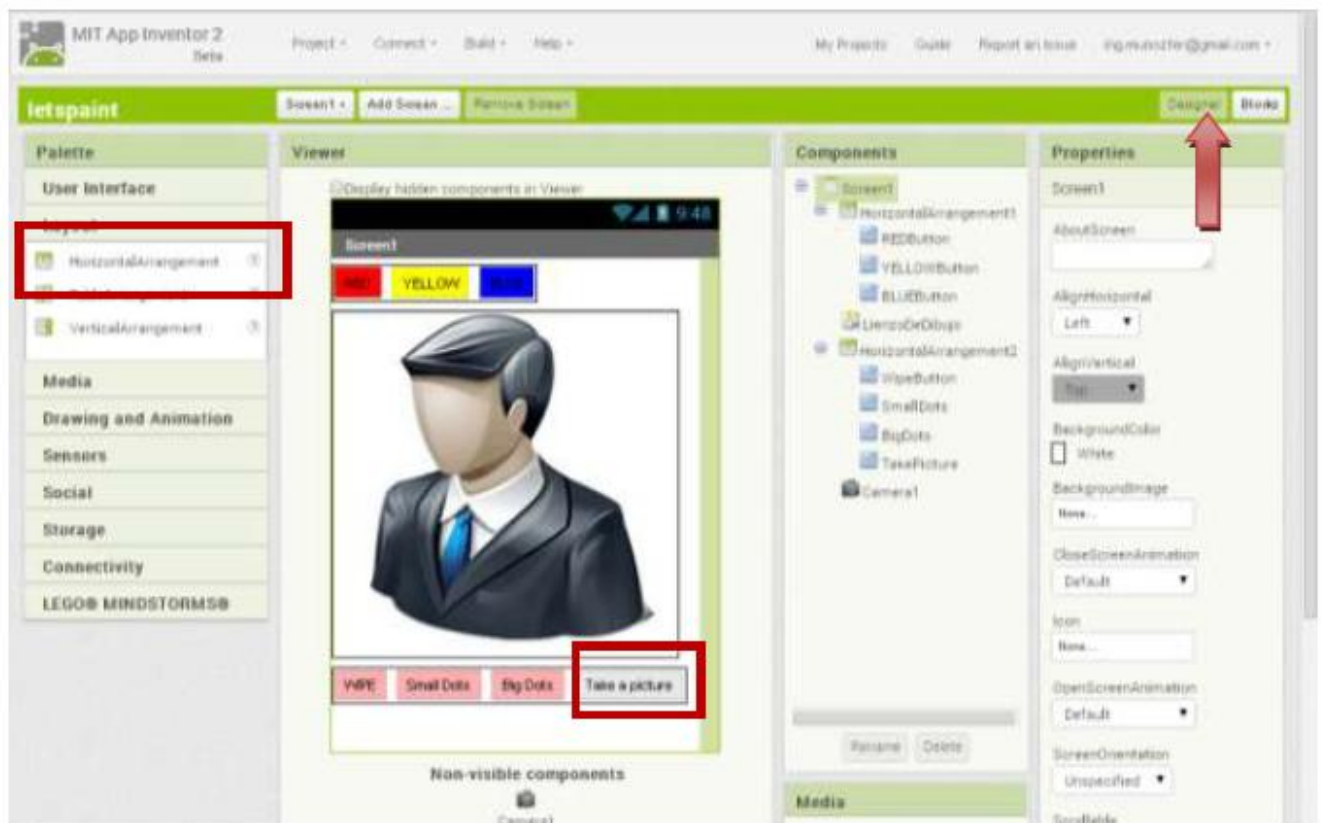 MIT App Inventor 2
Beta
Project Connect Build Help
My Projects Guide Report an Issue
letspaint
Screen1 Add Screen ... Remove Screen
Designer Blocks
Palette
User Interface
HorizontalArrangement
VerticalArrangement
Media
Drawing and Animation
Sensors
Social
Storage
Connectivity
LEGO® MINDSTORMS®
Viewer
Display hidden components in Viewer
9:48
Screen1
RED YELLOW BLUE
WIPE Small Dots Big Dots Take a picture
Non-visible components
Camera1
Components
Screen1
HorizontalArrangement1
REDButton
YELLOWButton
BLUEButton
LienzoDeDibujo
HorizontalArrangement2
WipeButton
SmallDots
BigDots
TakePicture
Camera1
Rename Delete
Media
Properties
Screen1
AboutScreen
AlignHorizontal
Left
AlignVertical
Top
BackgroundColor
White
BackgroundImage
None...
CloseScreenAnimation
Default
Icon
None...
OpenScreenAnimation
Default
ScreenOrientation
Unspecified